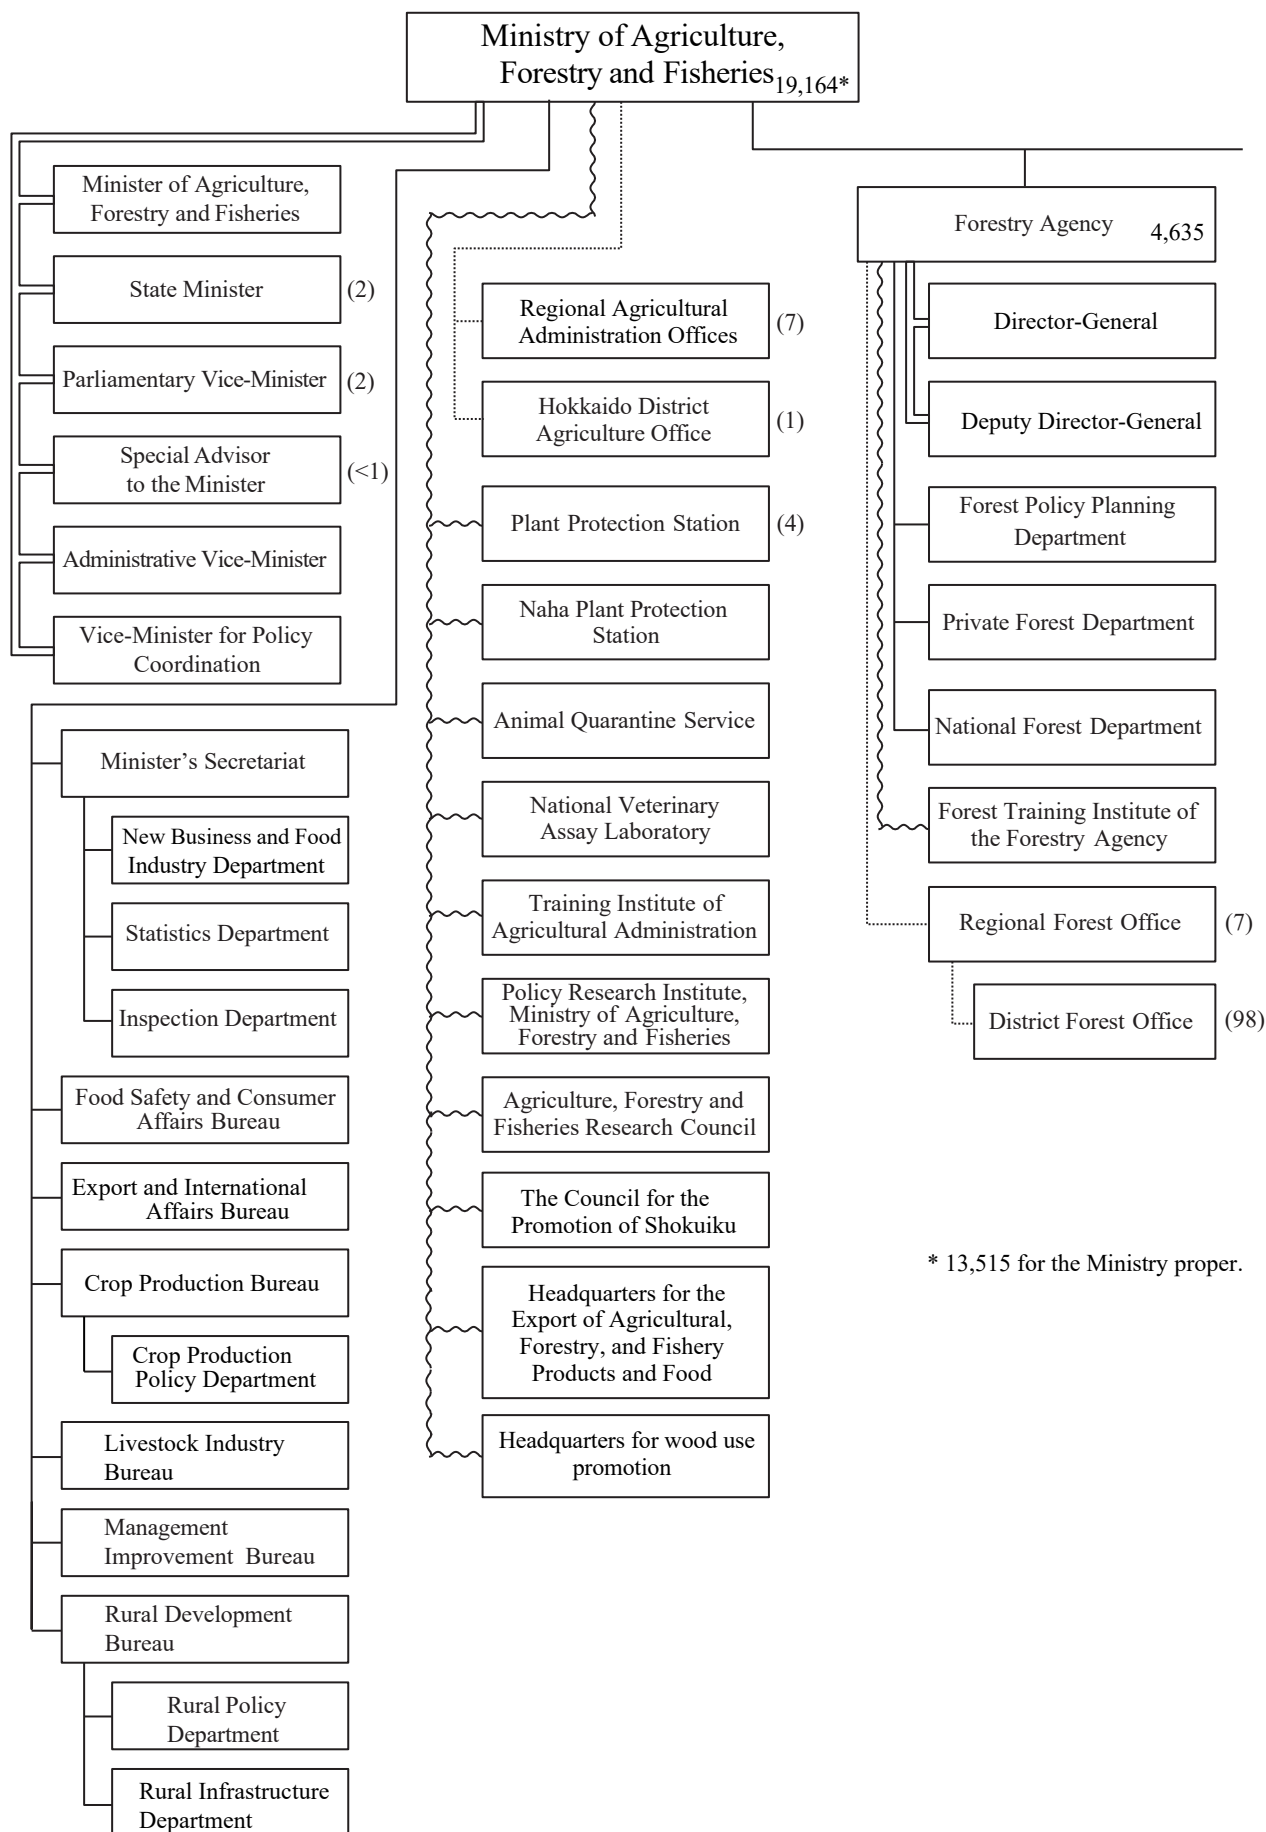 Ministry of Agriculture,
Forestry and Fisheries 19,164*
Minister of Agriculture,
Forestry and Fisheries
State Minister (2)
Parliamentary Vice-Minister (2)
Special Advisor
to the Minister (<1)
Administrative Vice-Minister
Vice-Minister for Policy
Coordination
Minister’s Secretariat
New Business and Food
Industry Department
Statistics Department
Inspection Department
Food Safety and Consumer
Affairs Bureau
Export and International
Affairs Bureau
Crop Production Bureau
Crop Production
Policy Department
Livestock Industry
Bureau
Management
Improvement Bureau
Rural Development
Bureau
Rural Policy
Department
Rural Infrastructure
Department
Regional Agricultural
Administration Offices (7)
Hokkaido District
Agriculture Office (1)
Plant Protection Station (4)
Naha Plant Protection
Station
Animal Quarantine Service
National Veterinary
Assay Laboratory
Training Institute of
Agricultural Administration
Policy Research Institute,
Ministry of Agriculture,
Forestry and Fisheries
Agriculture, Forestry and
Fisheries Research Council
The Council for the
Promotion of Shokuiku
Headquarters for the
Export of Agricultural,
Forestry, and Fishery
Products and Food
Headquarters for wood use
promotion
Forestry Agency 4,635
Director-General
Deputy Director-General
Forest Policy Planning
Department
Private Forest Department
National Forest Department
Forest Training Institute of
the Forestry Agency
Regional Forest Office (7)
District Forest Office (98)
* 13,515 for the Ministry proper.